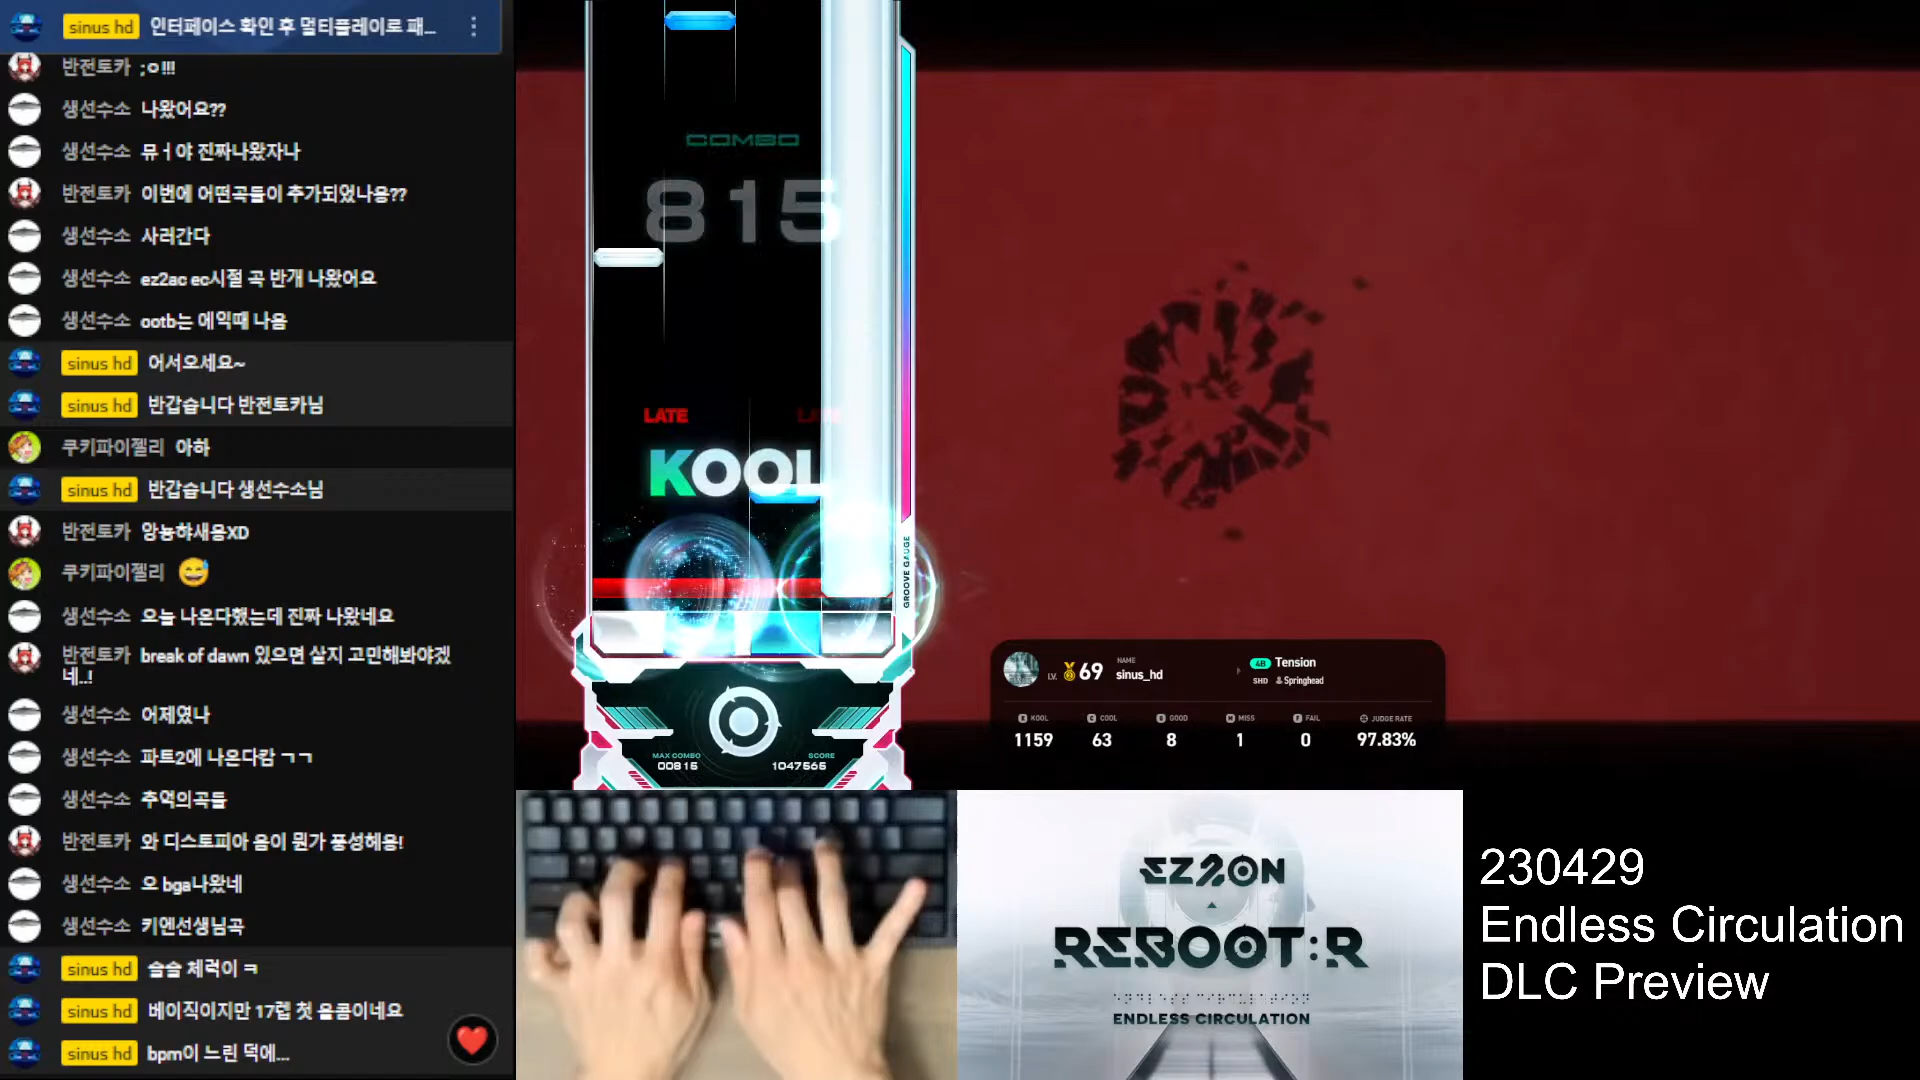 sinus hd 인터페이스 확인 후 멀티플레이로 패...
반전토카 ;ㅇ!!!
생선수소 나왔어요??
생선수소 뮤ㅓ야 진짜나왔자나
반전토카 이번에 어떤곡들이 추가되었나용??
생선수소 사러간다
생선수소 ez2ac ec시절 곡 반개 나왔어요
생선수소 ootb는 에익때 나옴
sinus hd 어서오세요~
sinus hd 반갑습니다 반전토카님
쿠키파이젤리 아하
sinus hd 반갑습니다 생선수소님
반전토카 앙뇽하새용XD
쿠키파이젤리 😅
생선수소 오늘 나온다했는데 진짜 나왔네요
반전토카 break of dawn 있으면 살지 고민해봐야겠
네..!
생선수소 어제였나
생선수소 파트2에 나온다캄 ㄱㄱ
생선수소 추억의곡들
반전토카 와 디스토피아 음이 뭔가 풍성해용!
생선수소 오 bga나왔네
생선수소 키엔선생님곡
sinus hd 슬슬 체력이 ㅋ
sinus hd 베이직이지만 17렙 첫 올콤이네요
sinus hd bpm이 느린 덕에...
COMBO
815
LATE
KOOL
GROOVE GAUGE
MAX COMBO
00815
SCORE
1047565
LV. 69
NAME
sinus_hd
4B Tension
SHD Springhead
KOOL COOL GOOD MISS FAIL JUDGE RATE
1159 63 8 1 0 97.83%
EZ2ON
REBOOT:R
ENDLESS CIRCULATION
230429
Endless Circulation
DLC Preview